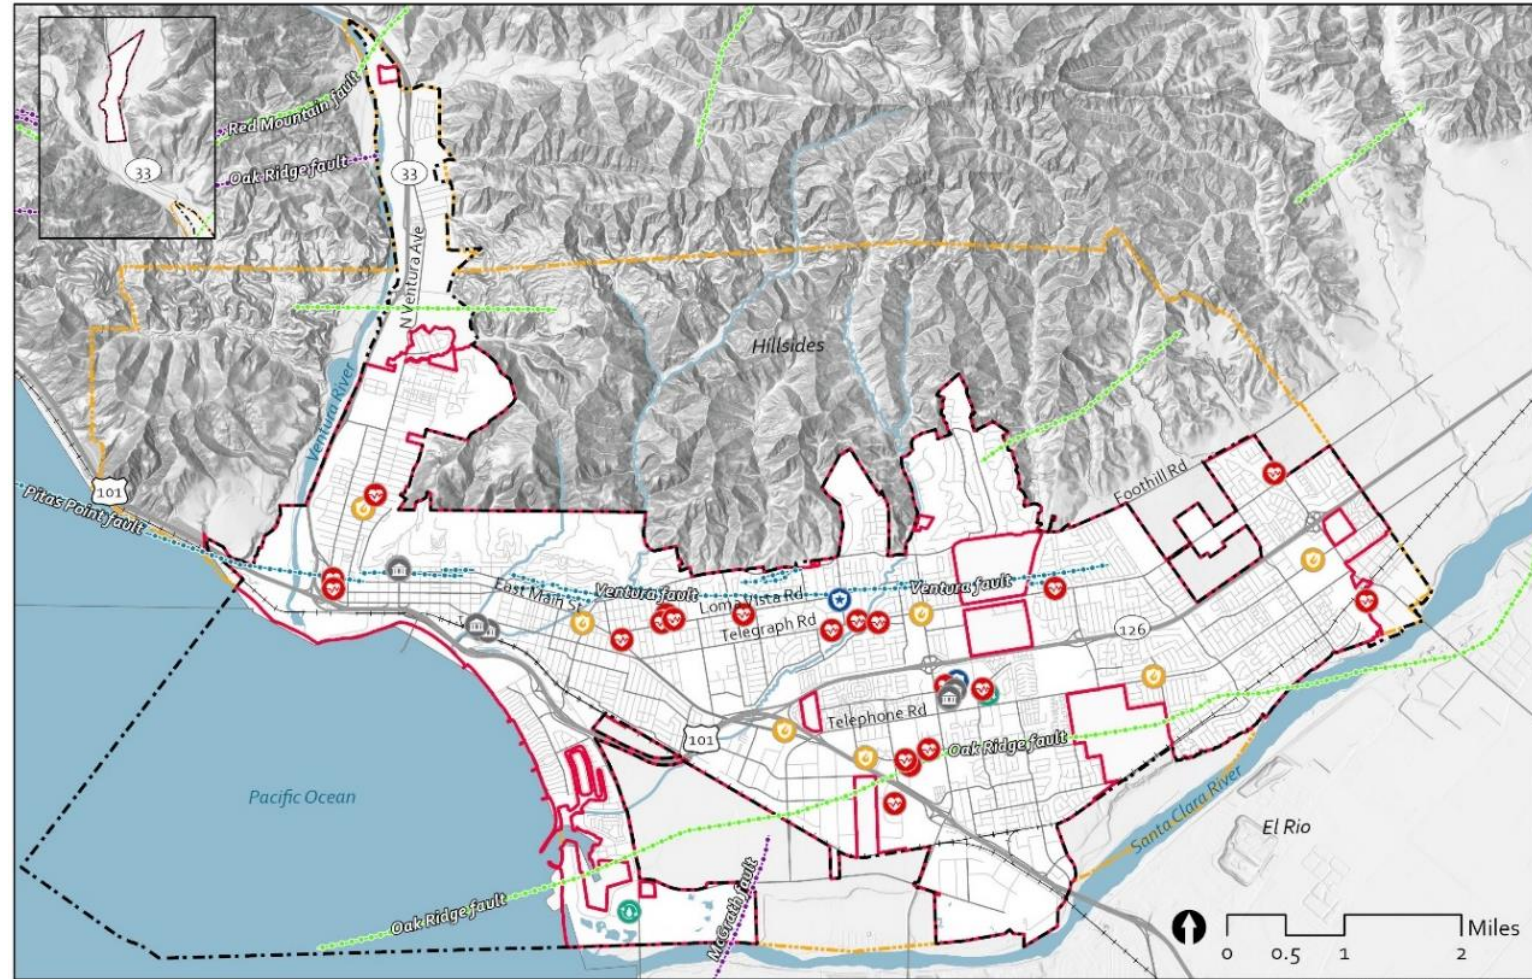 Red Mountain fault
33
Oak Ridge fault
33
N Ventura Ave
Hillsides
Ventura River
Foothill Rd
101
Pitas Point fault
Ventura fault
Ventura fault
East Main St
Loma Vista Rd
Telegraph Rd
126
Telephone Rd
101
Oak Ridge fault
Pacific Ocean
Santa Clara River
El Rio
McGrath fault
Oak Ridge fault
Miles
0 0.5 1 2